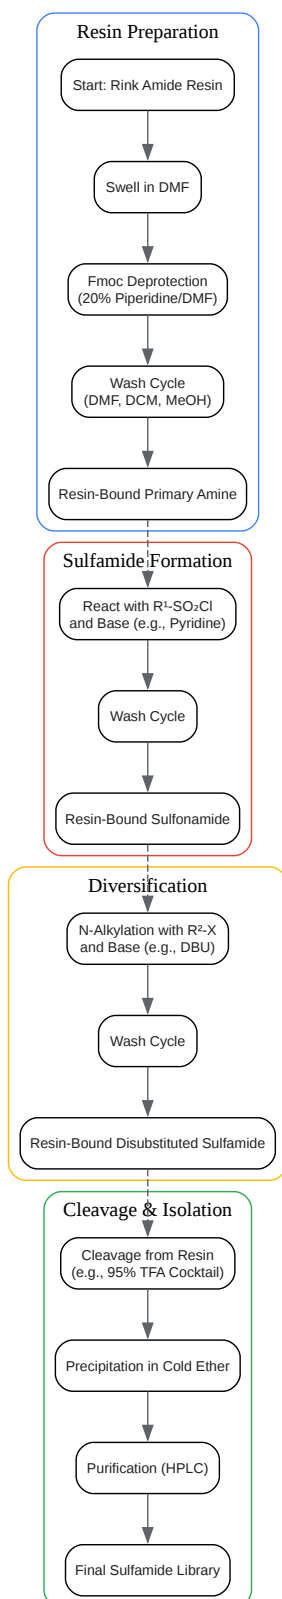 Resin Preparation
Start: Rink Amide Resin
Swell in DMF
Fmoc Deprotection
(20% Piperidine/DMF)
Wash Cycle
(DMF, DCM, MeOH)
Resin-Bound Primary Amine
Sulfamide Formation
React with R¹-SO₂Cl
and Base (e.g., Pyridine)
Wash Cycle
Resin-Bound Sulfonamide
Diversification
N-Alkylation with R²-X
and Base (e.g., DBU)
Wash Cycle
Resin-Bound Disubstituted Sulfamide
Cleavage & Isolation
Cleavage from Resin
(e.g., 95% TFA Cocktail)
Precipitation in Cold Ether
Purification (HPLC)
Final Sulfamide Library